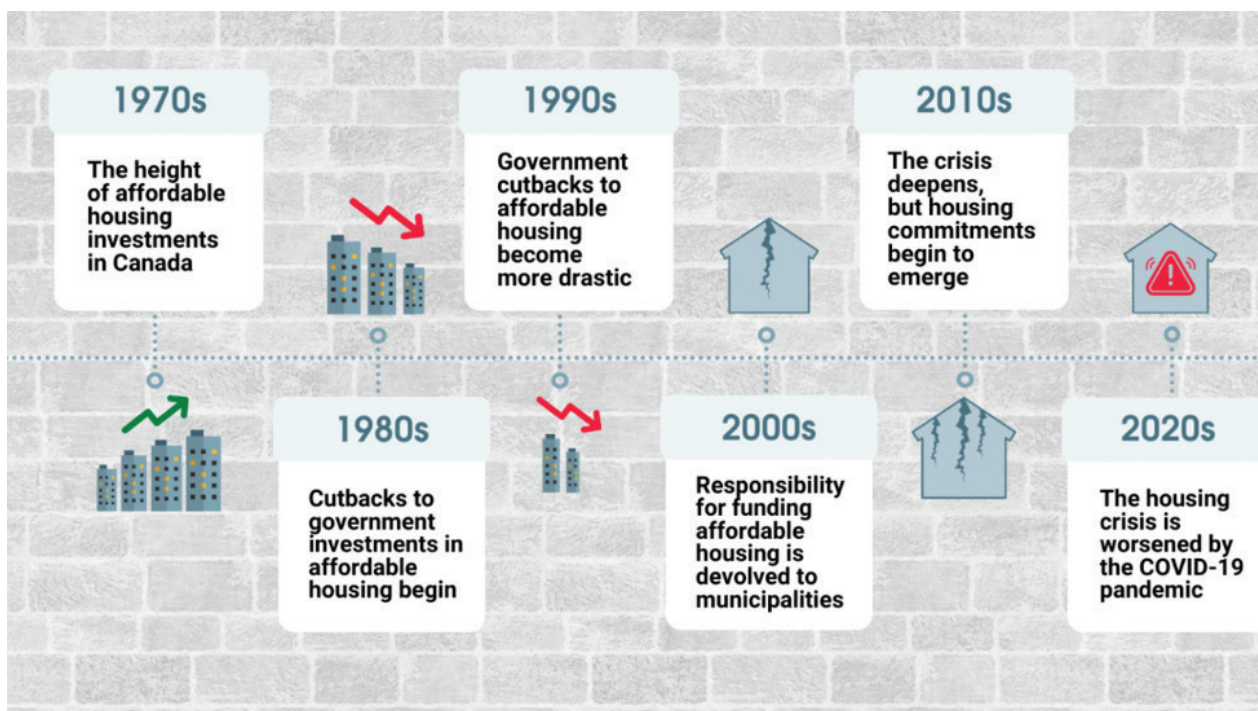 1970s
The height
of affordable
housing
investments
in Canada
1980s
Cutbacks to
government
investments in
affordable
housing begin
1990s
Government
cutbacks to
affordable
housing
become
more drastic
2000s
Responsibility
for funding
affordable
housing is
devolved to
municipalities
2010s
The crisis
deepens,
but housing
commitments
begin to
emerge
2020s
The housing
crisis is
worsened by
the COVID-19
pandemic